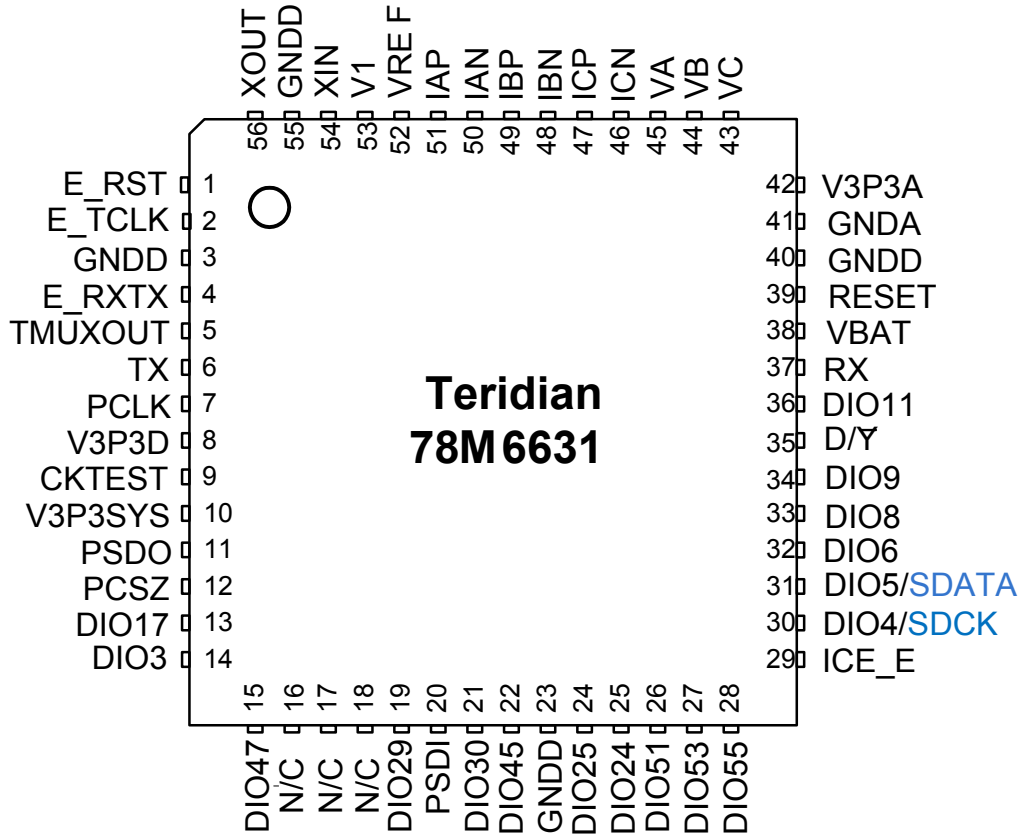 XOUT
GNDD
XIN
V1
VRE F
IAP
IAN
IBP
IBN
ICP
ICN
VA
VB
VC
56
55
54
53
52
51
50
49
48
47
46
45
44
43
E_RST 1
E_TCLK 2
GNDD 3
E_RXTX 4
TMUXOUT 5
TX 6
PCLK 7
V3P3D 8
CKTEST 9
V3P3SYS 10
PSDO 11
PCSZ 12
DIO17 13
DIO3 14
Teridian
78M6631
42 V3P3A
41 GNDA
40 GNDD
39 RESET
38 VBAT
37 RX
36 DIO11
35 D/Ɏ
34 DIO9
33 DIO8
32 DIO6
31 DIO5/SDATA
30 DIO4/SDCK
29 ICE_E
15
16
17
18
19
20
21
22
23
24
25
26
27
28
DIO47
N/C
N/C
N/C
DIO29
PSDI
DIO30
DIO45
GNDD
DIO25
DIO24
DIO51
DIO53
DIO55